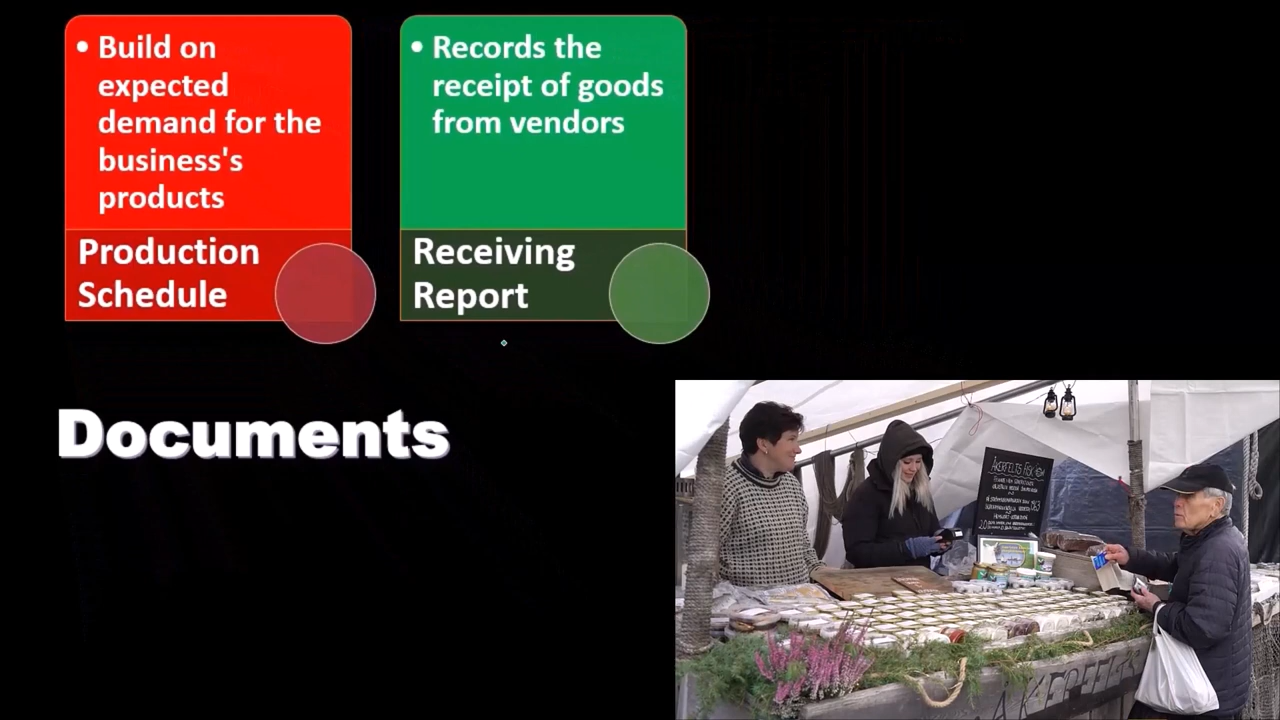 • Build on
expected
demand for the
business's
products
Production
Schedule
• Records the
receipt of goods
from vendors
Receiving
Report
Documents